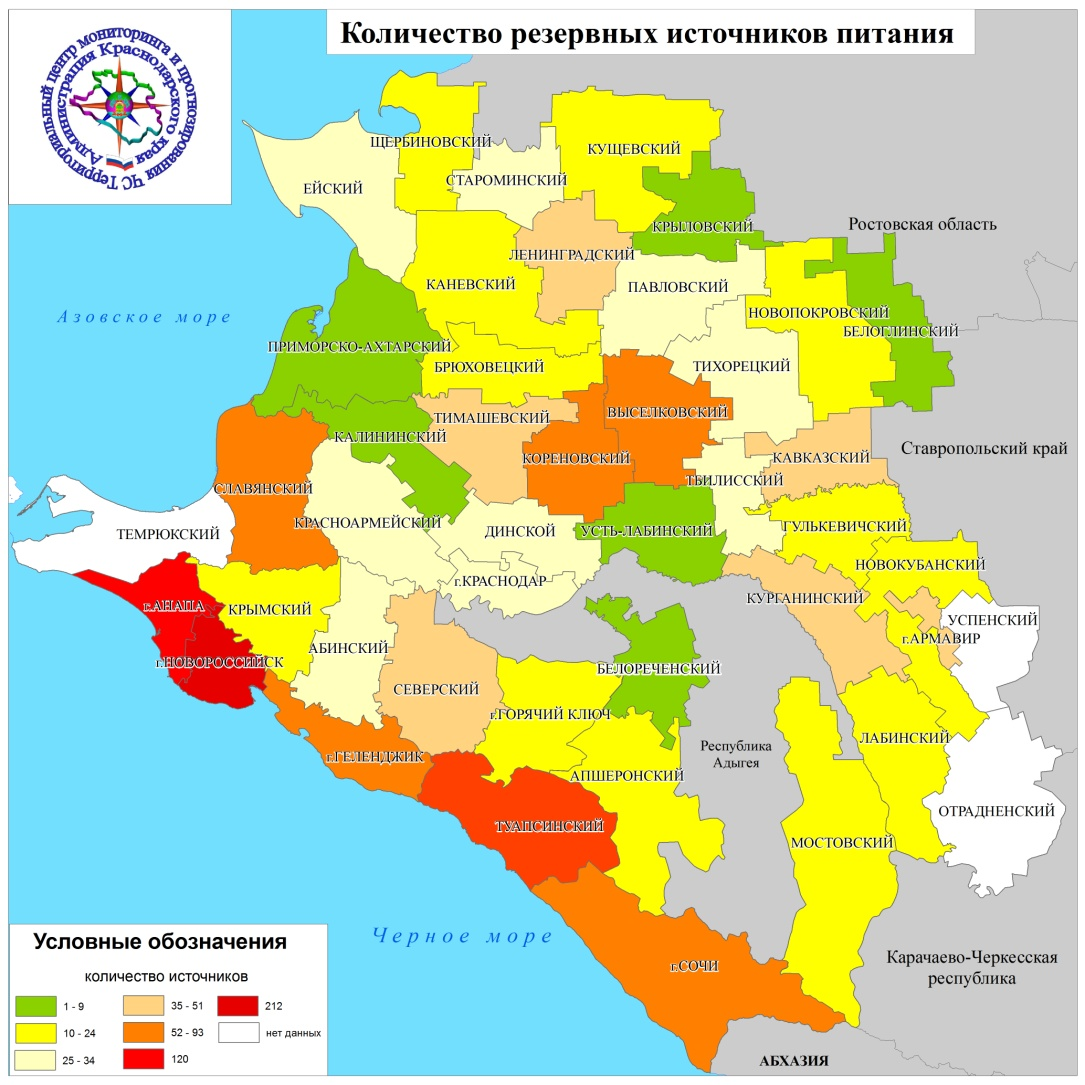 Количество резервных источников питания
Территориальный центр мониторинга и прогнозирования ЧС
Администрация Краснодарского края
ЩЕРБИНОВСКИЙ
КУЩЕВСКИЙ
ЕЙСКИЙ
СТАРОМИНСКИЙ
КРЫЛОВСКИЙ
Ростовская область
ЛЕНИНГРАДСКИЙ
КАНЕВСКИЙ
ПАВЛОВСКИЙ
Азовское море
НОВОПОКРОВСКИЙ
БЕЛОГЛИНСКИЙ
ПРИМОРСКО-АХТАРСКИЙ
БРЮХОВЕЦКИЙ
ТИХОРЕЦКИЙ
ТИМАШЕВСКИЙ
ВЫСЕЛКОВСКИЙ
КАЛИНИНСКИЙ
Ставропольский край
КОРЕНОВСКИЙ
КАВКАЗСКИЙ
ТБИЛИССКИЙ
СЛАВЯНСКИЙ
КРАСНОАРМЕЙСКИЙ
ТЕМРЮКСКИЙ
ДИНСКОЙ
УСТЬ-ЛАБИНСКИЙ
ГУЛЬКЕВИЧСКИЙ
НОВОКУБАНСКИЙ
г.КРАСНОДАР
КУРГАНИНСКИЙ
г.АНАПА
КРЫМСКИЙ
УСПЕНСКИЙ
г.АРМАВИР
АБИНСКИЙ
г.НОВОРОССИЙСК
БЕЛОРЕЧЕНСКИЙ
СЕВЕРСКИЙ
г.ГОРЯЧИЙ КЛЮЧ
ЛАБИНСКИЙ
Республика
Адыгея
г.ГЕЛЕНДЖИК
АПШЕРОНСКИЙ
ОТРАДНЕНСКИЙ
ТУАПСИНСКИЙ
МОСТОВСКИЙ
Черное море
г.СОЧИ
Карачаево-Черкесская
республика
АБХАЗИЯ
Условные обозначения
количество источников
1 - 9
35 - 51
212
10 - 24
52 - 93
нет данных
25 - 34
120